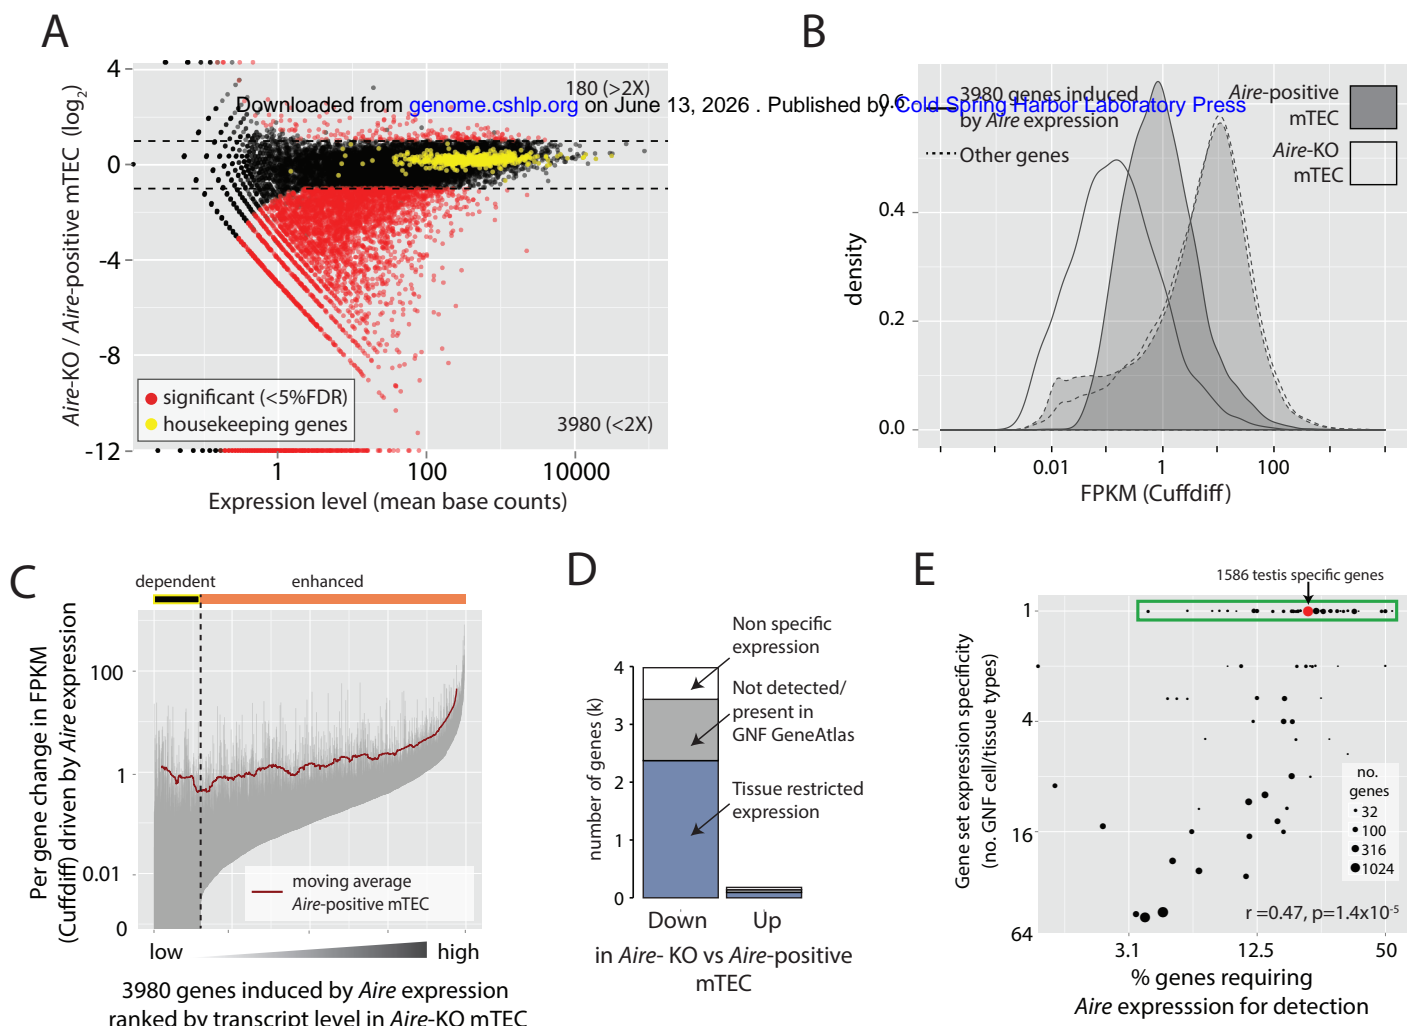 A
Aire-KO / Aire-positive mTEC (log2)
4
0
-4
-8
-12
180 (>2X)
3980 (<2X)
significant (<5%FDR)
housekeeping genes
1
100
10000
Expression level (mean base counts)
Downloaded from genome.cshlp.org on June 13, 2026 . Published by Cold Spring Harbor Laboratory Press
B
density
0.6
0.4
0.2
0.0
3980 genes induced
by Aire expression
Other genes
Aire-positive
mTEC
Aire-KO
mTEC
0.01
1
100
FPKM (Cuffdiff)
C
dependent
enhanced
Per gene change in FPKM
(Cuffdiff) driven by Aire expression
100
1
0.01
0
moving average
Aire-positive mTEC
low
high
3980 genes induced by Aire expression
ranked by transcript level in Aire-KO mTEC
D
number of genes (k)
4
3
2
1
0
Non specific
expression
Not detected/
present in
GNF GeneAtlas
Tissue restricted
expression
Down
Up
in Aire- KO vs Aire-positive
mTEC
E
1586 testis specific genes
Gene set expression specificity
(no. GNF cell/tissue types)
1
4
16
64
no.
genes
32
100
316
1024
r =0.47, p=1.4x10-5
3.1
12.5
50
% genes requiring
Aire expresssion for detection